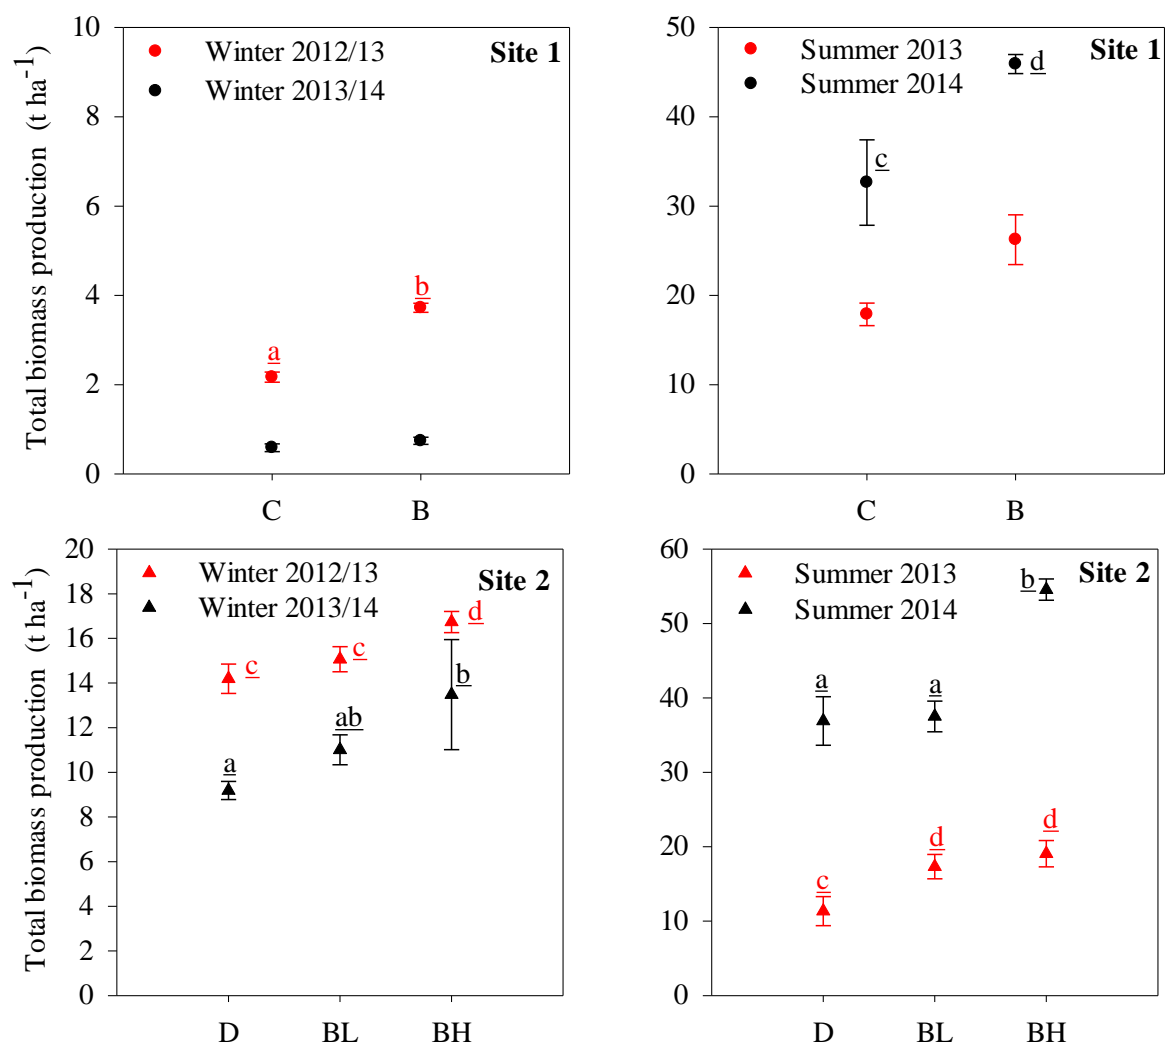 Total biomass production (t ha-1)
10
8
6
4
2
0
Winter 2012/13
Winter 2013/14
Site 1
a
b
C
B
50
40
30
20
10
0
Summer 2013
Summer 2014
Site 1
c
d
C
B
Total biomass production (t ha-1)
20
18
16
14
12
10
8
6
4
2
0
Winter 2012/13
Winter 2013/14
Site 2
c
c
d
a
ab
b
D
BL
BH
60
50
40
30
20
10
0
Summer 2013
Summer 2014
Site 2
a
a
b
c
d
d
D
BL
BH